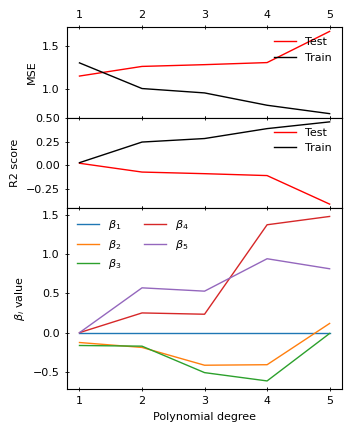 1 2 3 4 5
MSE
1.5
1.0
0.50
Test
Train
R2 score
0.25
0.00
−0.25
Test
Train
βᵢ value
1.5
1.0
0.5
0.0
−0.5
β₁ β₄
β₂ β₅
β₃
1 2 3 4 5
Polynomial degree